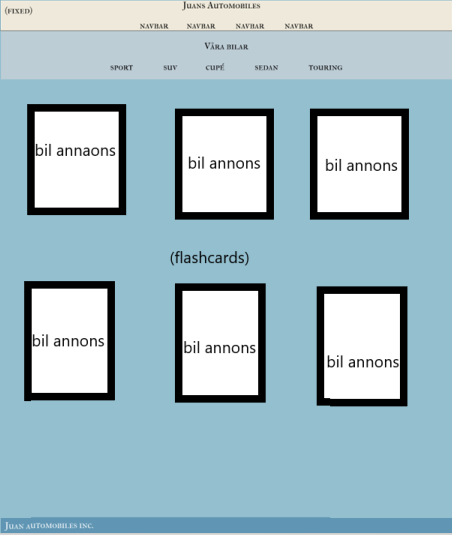 Juans Automobiles
(fixed)
navbar navbar navbar navbar
Våra bilar
sport suv cupé sedan touring
bil annaons bil annons bil annons
(flashcards)
bil annons bil annons bil annons
Juan automobiles inc.